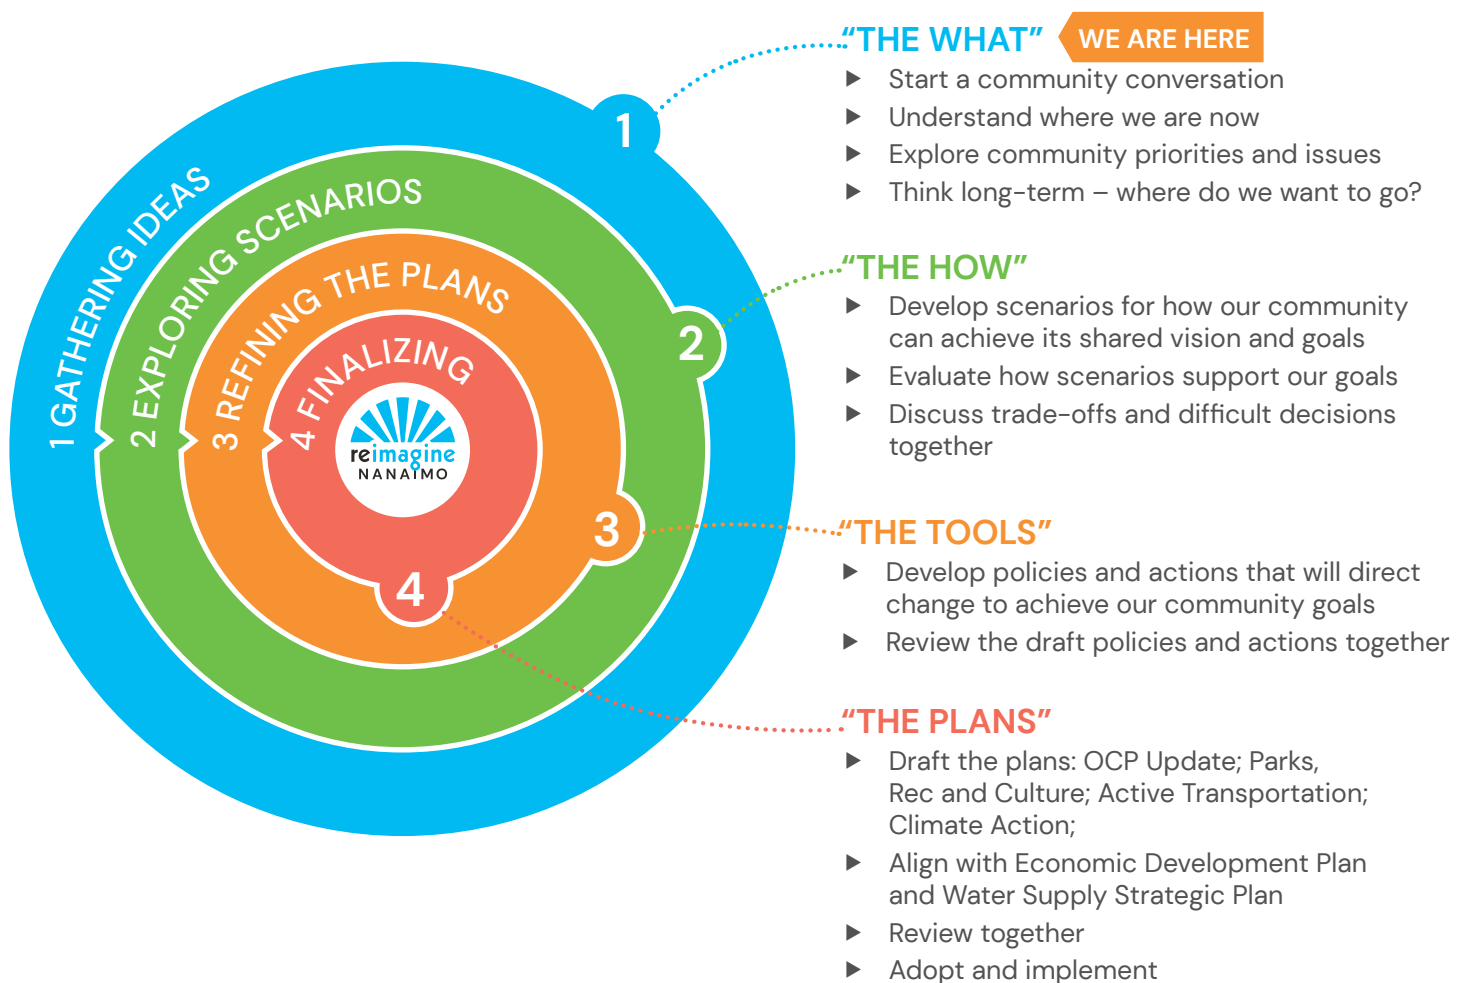 1 GATHERING IDEAS
2 EXPLORING SCENARIOS
3 REFINING THE PLANS
4 FINALIZING
reimagine
NANAIMO
1
2
3
4
“THE WHAT”
WE ARE HERE
▶ Start a community conversation
▶ Understand where we are now
▶ Explore community priorities and issues
▶ Think long-term – where do we want to go?
“THE HOW”
▶ Develop scenarios for how our community
can achieve its shared vision and goals
▶ Evaluate how scenarios support our goals
▶ Discuss trade-offs and difficult decisions
together
“THE TOOLS”
▶ Develop policies and actions that will direct
change to achieve our community goals
▶ Review the draft policies and actions together
“THE PLANS”
▶ Draft the plans: OCP Update; Parks,
Rec and Culture; Active Transportation;
Climate Action;
▶ Align with Economic Development Plan
and Water Supply Strategic Plan
▶ Review together
▶ Adopt and implement